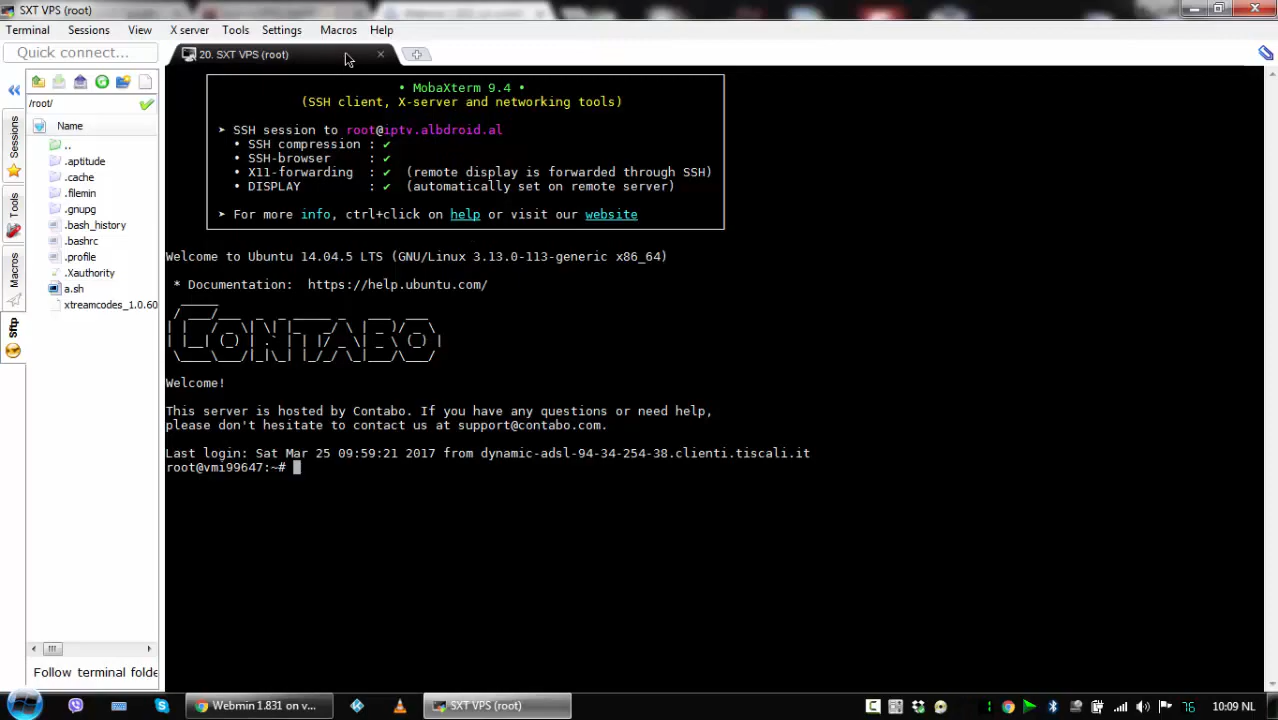 SXT VPS (root)
Terminal Sessions View X server Tools Settings Macros Help
Quick connect...
20. SXT VPS (root)
/root/
Name
..
.aptitude
.cache
.filemin
.gnupg
.bash_history
.bashrc
.profile
.Xauthority
a.sh
xtreamcodes_1.0.60
Sessions
Tools
Macros
Sftp
Follow terminal folde
• MobaXterm 9.4 •
(SSH client, X-server and networking tools)
➤ SSH session to root@iptv.albdroid.al
• SSH compression : ✔
• SSH-browser : ✔
• X11-forwarding : ✔ (remote display is forwarded through SSH)
• DISPLAY : ✔ (automatically set on remote server)
➤ For more info, ctrl+click on help or visit our website
Welcome to Ubuntu 14.04.5 LTS (GNU/Linux 3.13.0-113-generic x86_64)
* Documentation: https://help.ubuntu.com/
CONTABO
Welcome!
This server is hosted by Contabo. If you have any questions or need help,
please don't hesitate to contact us at support@contabo.com.
Last login: Sat Mar 25 09:59:21 2017 from dynamic-adsl-94-34-254-38.clienti.tiscali.it
root@vmi99647:~#
Webmin 1.831 on v...
SXT VPS (root)
76
10:09 NL